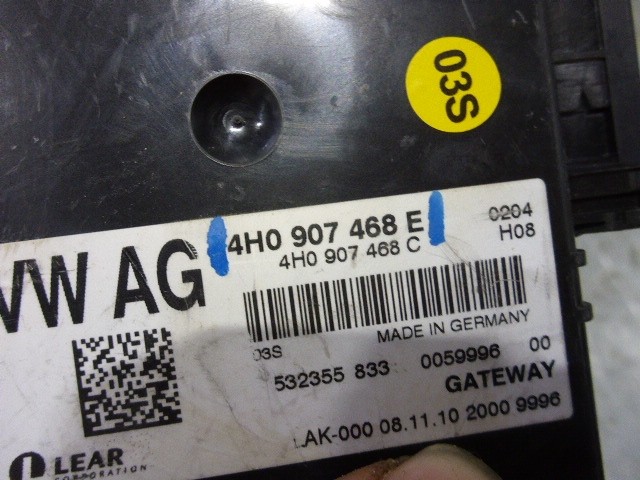 03S
VW AG
4H0 907 468 E
0204
4H0 907 468 C
H08
MADE IN GERMANY
03S
532355 833 0059996 00
GATEWAY
LAK-000 08.11.10 2000 9996
LEAR
CORPORATION